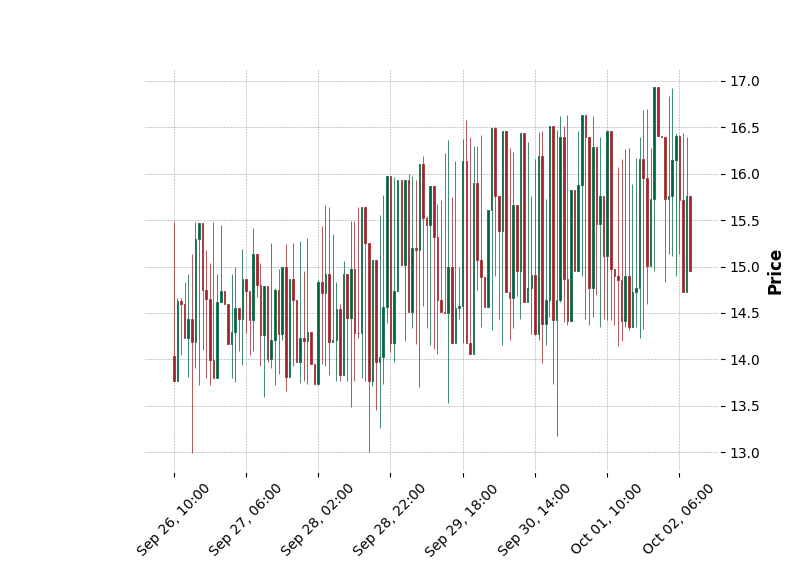 17.0
16.5
16.0
15.5
15.0
14.5
14.0
13.5
13.0
Price
Sep 26, 10:00
Sep 27, 06:00
Sep 28, 02:00
Sep 28, 22:00
Sep 29, 18:00
Sep 30, 14:00
Oct 01, 10:00
Oct 02, 06:00